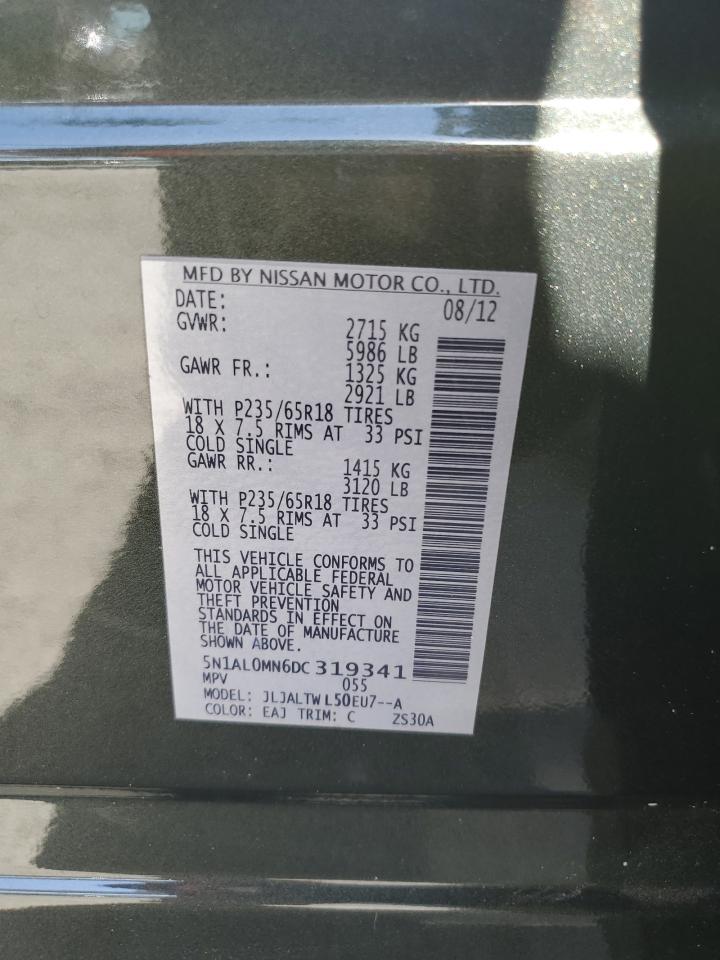 MFD BY NISSAN MOTOR CO., LTD.
DATE: 08/12
GVWR: 2715 KG
5986 LB
GAWR FR.: 1325 KG
2921 LB
WITH P235/65R18 TIRES
18 X 7.5 RIMS AT 33 PSI
COLD SINGLE
GAWR RR.: 1415 KG
3120 LB
WITH P235/65R18 TIRES
18 X 7.5 RIMS AT 33 PSI
COLD SINGLE
THIS VEHICLE CONFORMS TO
ALL APPLICABLE FEDERAL
MOTOR VEHICLE SAFETY AND
THEFT PREVENTION
STANDARDS IN EFFECT ON
THE DATE OF MANUFACTURE
SHOWN ABOVE.
5N1AL0MN6DC319341
MPV 055
MODEL: JLJALTWL50EU7--A
COLOR: EAJ TRIM: C ZS30A